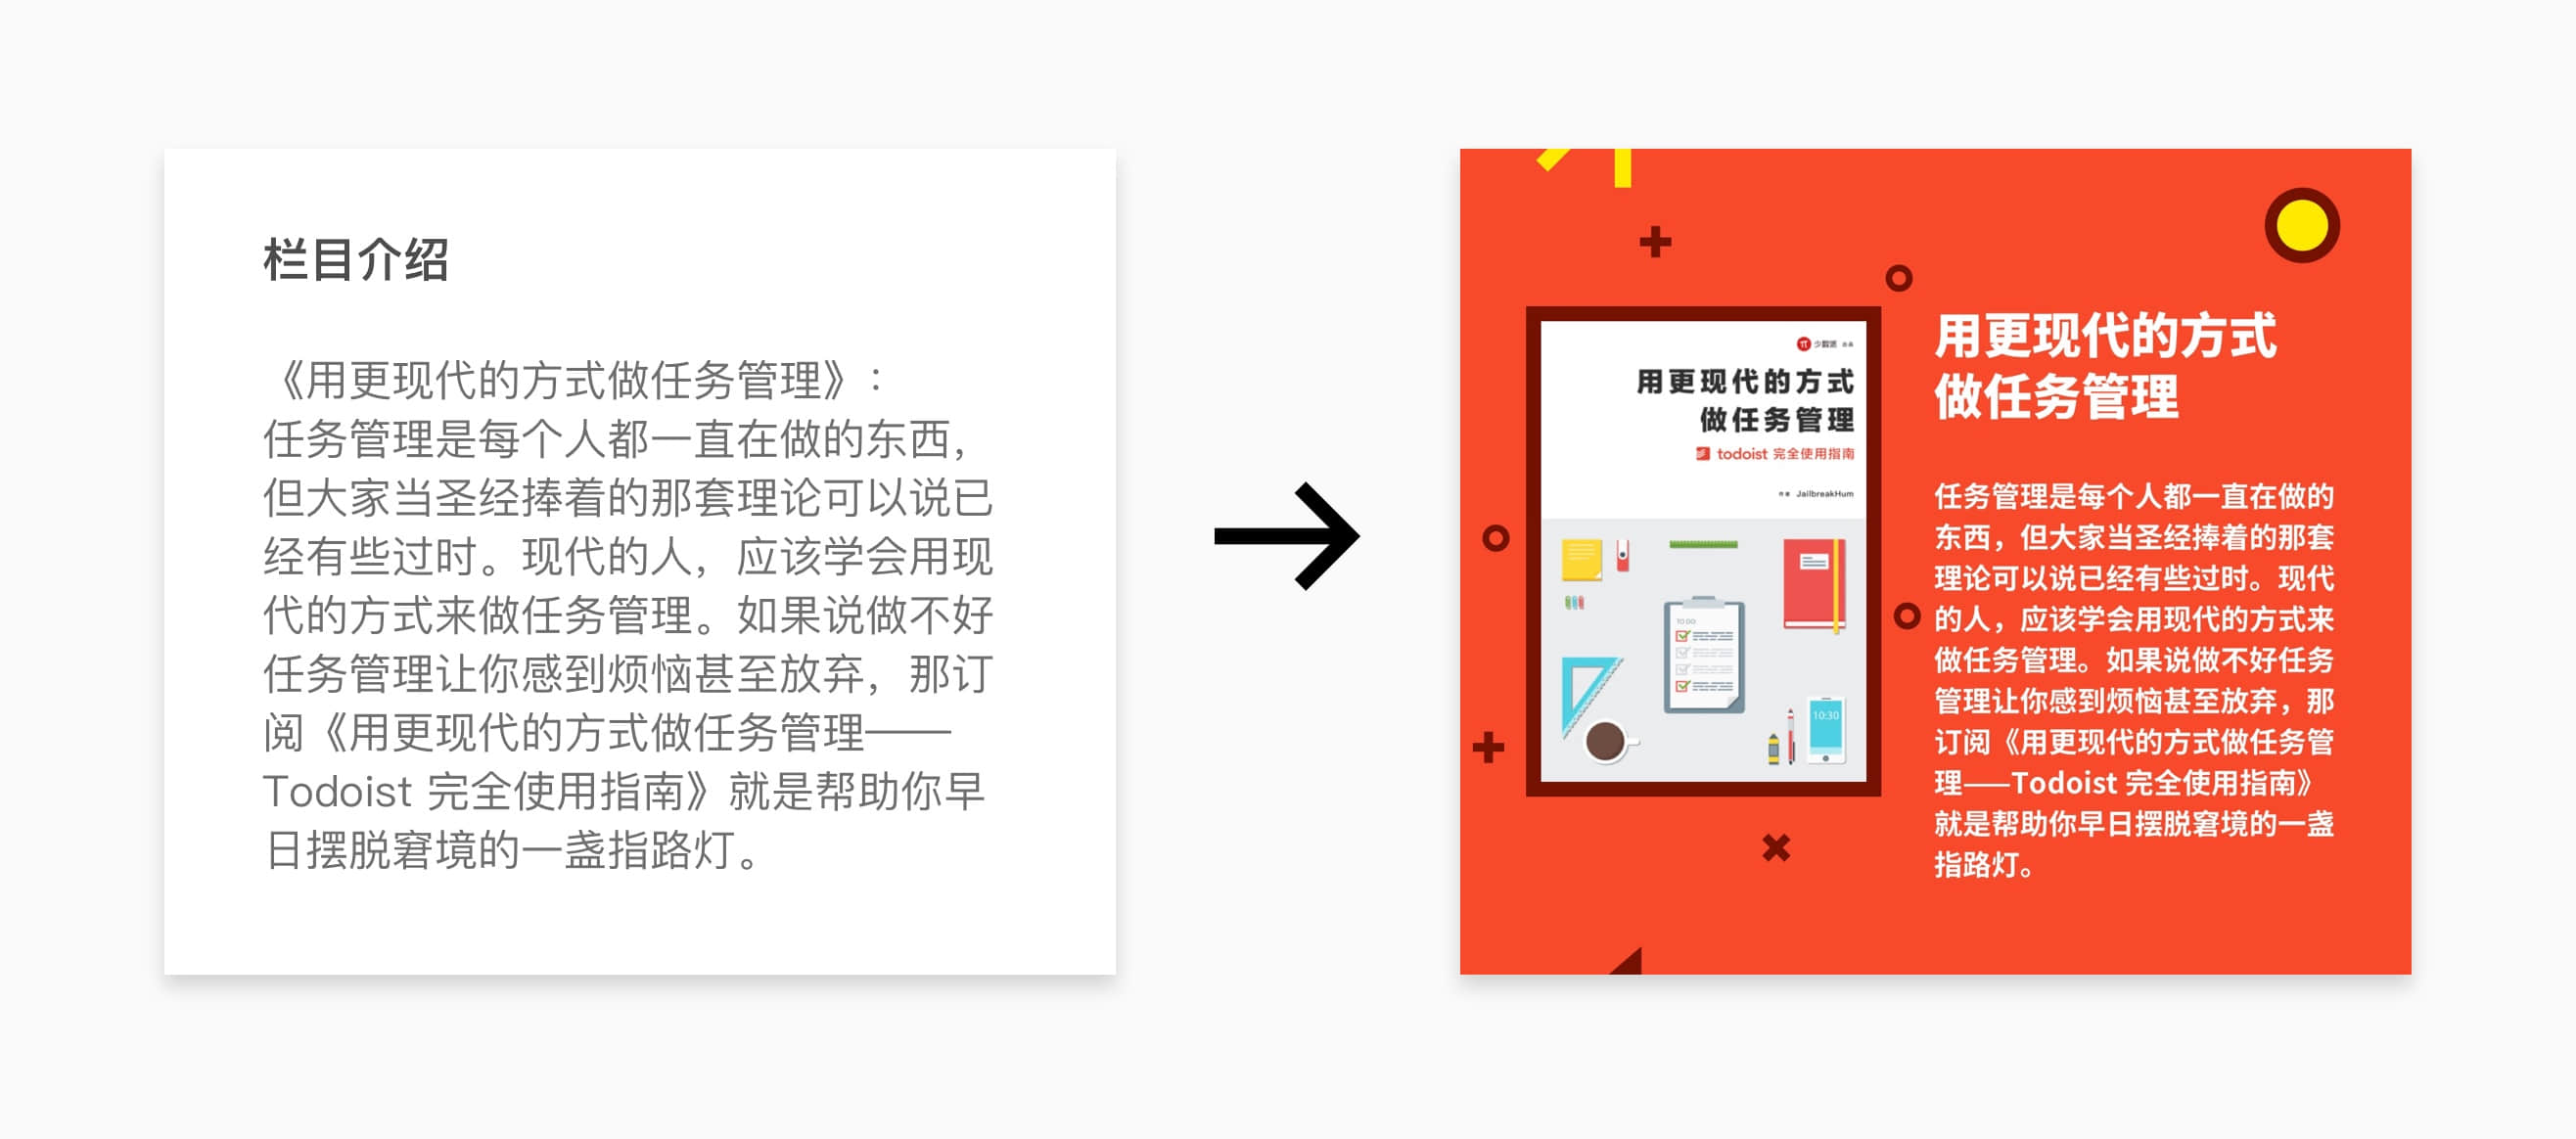 栏目介绍
《用更现代的方式做任务管理》：
任务管理是每个人都一直在做的东西，
但大家当圣经捧着的那套理论可以说已
经有些过时。现代的人，应该学会用现
代的方式来做任务管理。如果说做不好
任务管理让你感到烦恼甚至放弃，那订
阅《用更现代的方式做任务管理——
Todoist 完全使用指南》就是帮助你早
日摆脱窘境的一盏指路灯。
少数派 出品
用更现代的方式
做任务管理
todoist 完全使用指南
作者 JailbreakHum
TO DO
10:30
用更现代的方式
做任务管理
任务管理是每个人都一直在做的
东西，但大家当圣经捧着的那套
理论可以说已经有些过时。现代
的人，应该学会用现代的方式来
做任务管理。如果说做不好任务
管理让你感到烦恼甚至放弃，那
订阅《用更现代的方式做任务管
理——Todoist 完全使用指南》
就是帮助你早日摆脱窘境的一盏
指路灯。